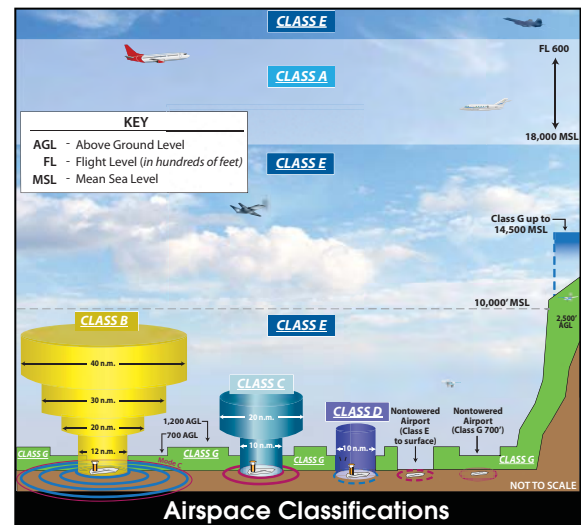 CLASS E
FL 600
CLASS A
18,000 MSL
KEY
AGL - Above Ground Level
FL - Flight Level (in hundreds of feet)
MSL - Mean Sea Level
CLASS E
Class G up to
14,500 MSL
10,000' MSL
2,500'
AGL
CLASS B
CLASS E
40 n.m.
30 n.m.
20 n.m.
12 n.m.
CLASS C
20 n.m.
10 n.m.
CLASS D
10 n.m.
1,200 AGL
700 AGL
Nontowered
Airport
(Class E
to surface)
Nontowered
Airport
(Class G 700')
CLASS G
Mode C
CLASS G
CLASS G
CLASS G
NOT TO SCALE
Airspace Classifications